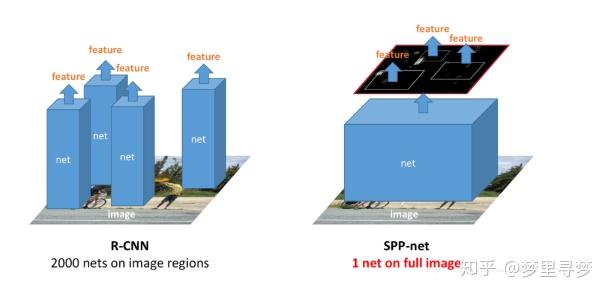 feature
feature
feature
feature
net
net
net
net
image
R-CNN
2000 nets on image regions
feature
feature
feature
net
image
SPP-net
1 net on full image
知乎 @梦里寻梦